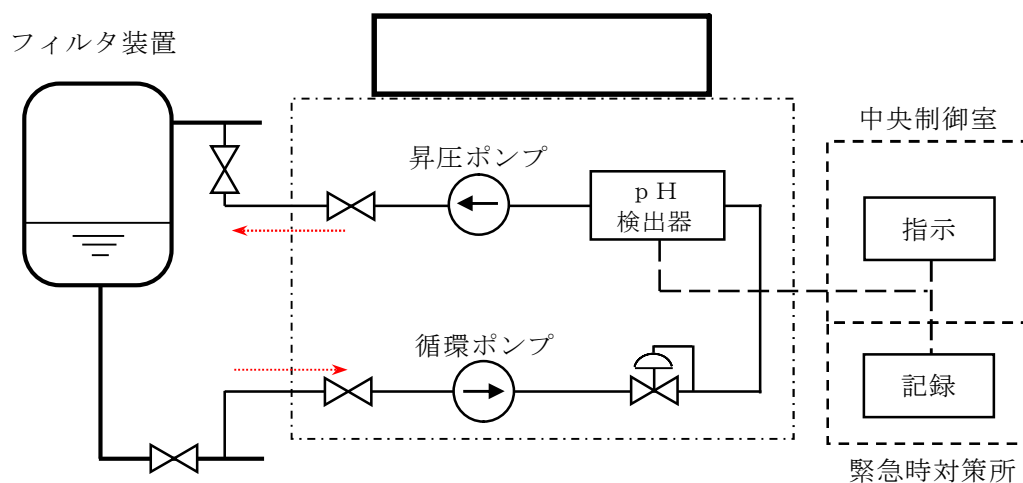 フィルタ装置
中央制御室
昇圧ポンプ
pH
検出器
指示
循環ポンプ
記録
緊急時対策所